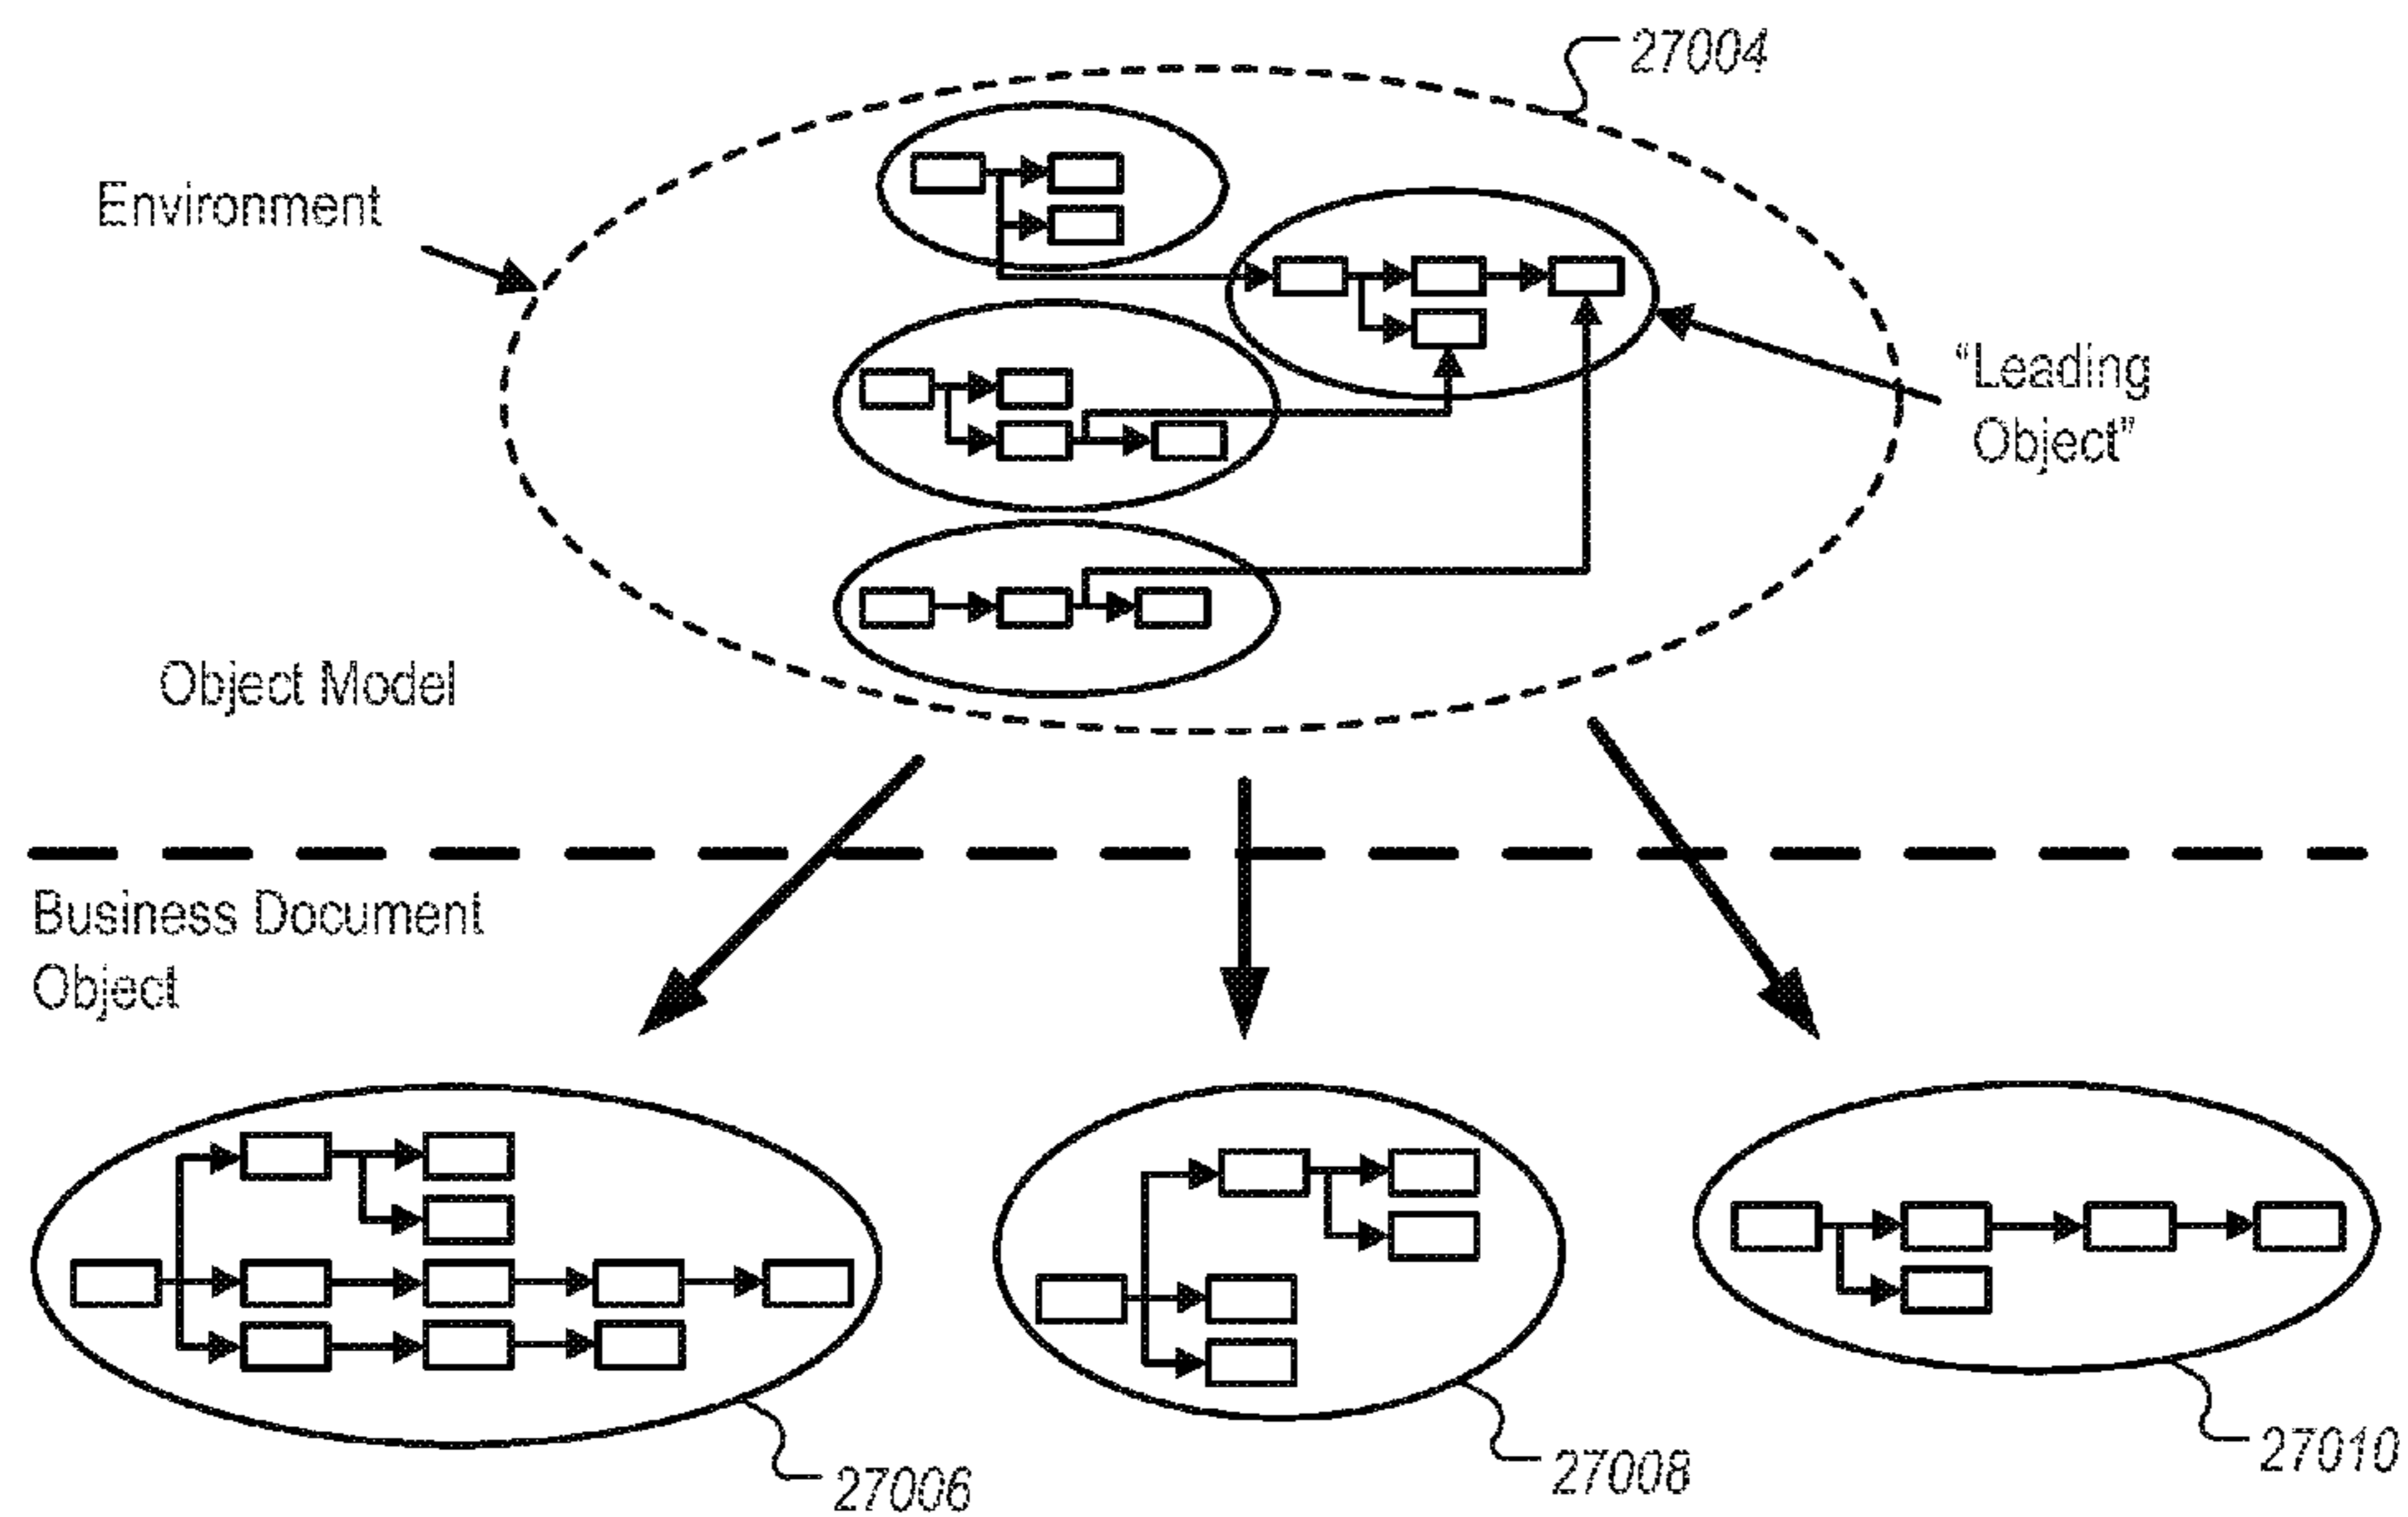 27004
Environment
“Leading
Object”
Object Model
Business Document
Object
27006
27008
27010